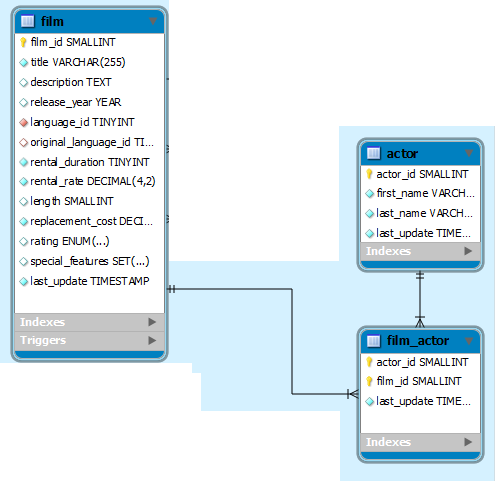 film
film_id SMALLINT
title VARCHAR(255)
description TEXT
release_year YEAR
language_id TINYINT
original_language_id TI...
rental_duration TINYINT
rental_rate DECIMAL(4,2)
length SMALLINT
replacement_cost DECI...
rating ENUM(...)
special_features SET(...)
last_update TIMESTAMP
Indexes
Triggers
actor
actor_id SMALLINT
first_name VARCH...
last_name VARCH...
last_update TIME...
Indexes
film_actor
actor_id SMALLINT
film_id SMALLINT
last_update TIME...
Indexes